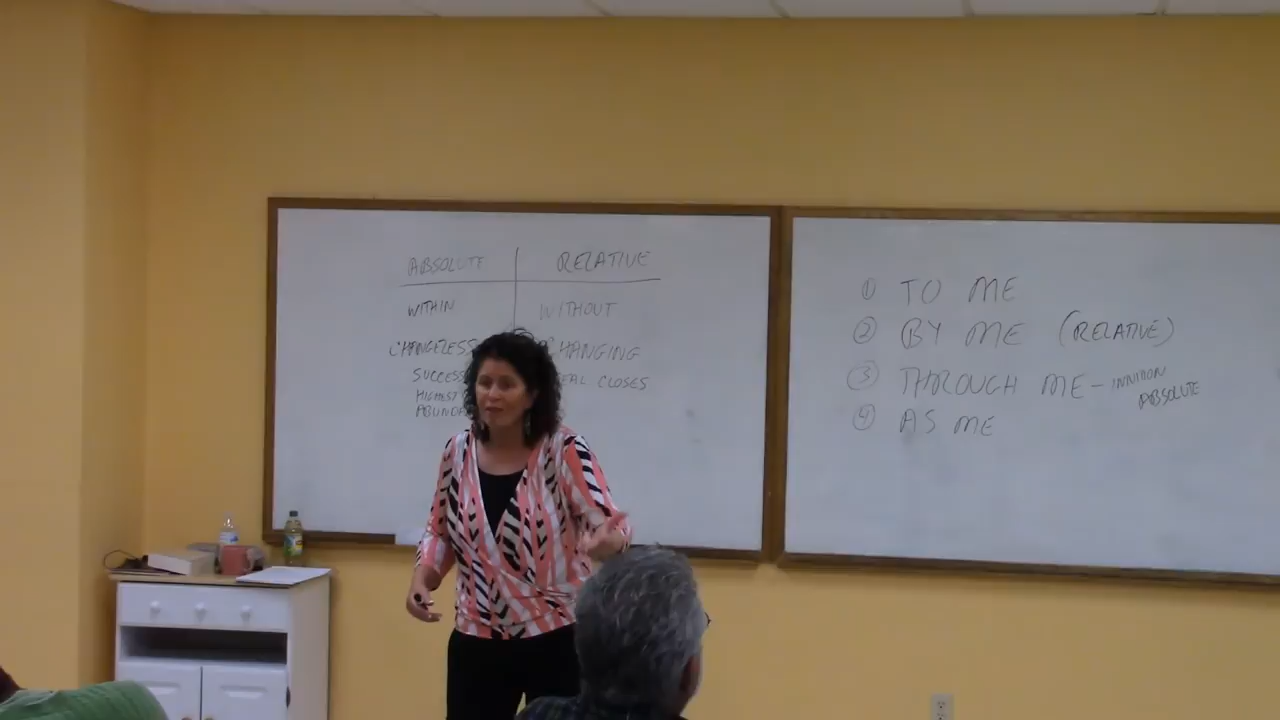 ABSOLUTE RELATIVE
WITHIN WITHOUT
CHANGELESS CHANGING
SUCCESS CLOSES
HIGHEST
① TO ME
② BY ME (RELATIVE)
③ THROUGH ME -
ABSOLUTE
④ AS ME